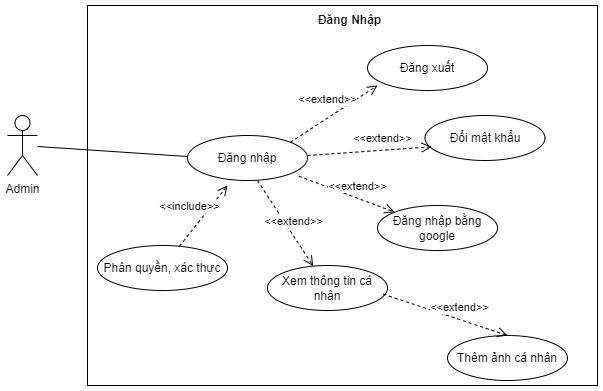 Đăng Nhập
Đăng xuất
<<extend>>
Đổi mật khẩu
<<extend>>
Đăng nhập
Admin
<<extend>>
<<include>>
<<extend>>
Đăng nhập bằng
google
Phân quyền, xác thực
Xem thông tin cá
nhân
<<extend>>
Thêm ảnh cá nhân